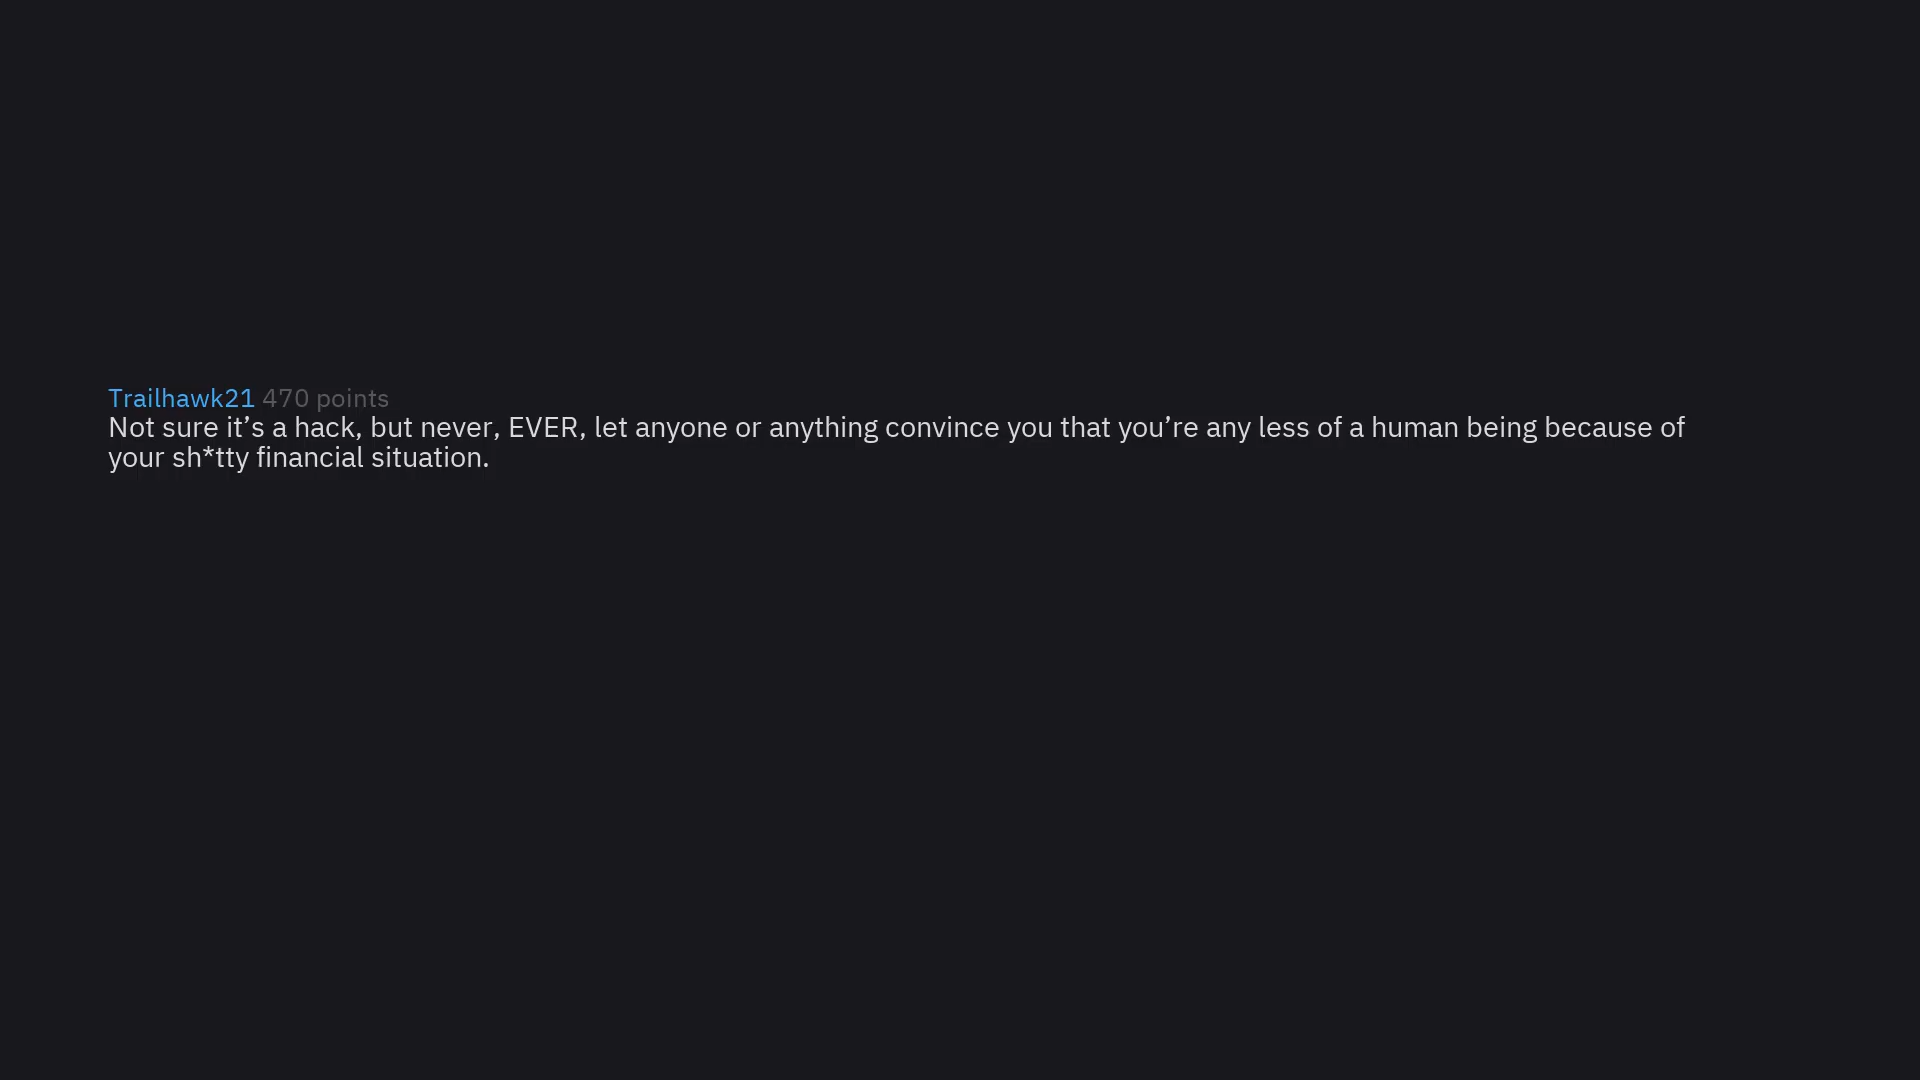 Trailhawk21 470 points
Not sure it’s a hack, but never, EVER, let anyone or anything convince you that you’re any less of a human being because of
your sh*tty financial situation.